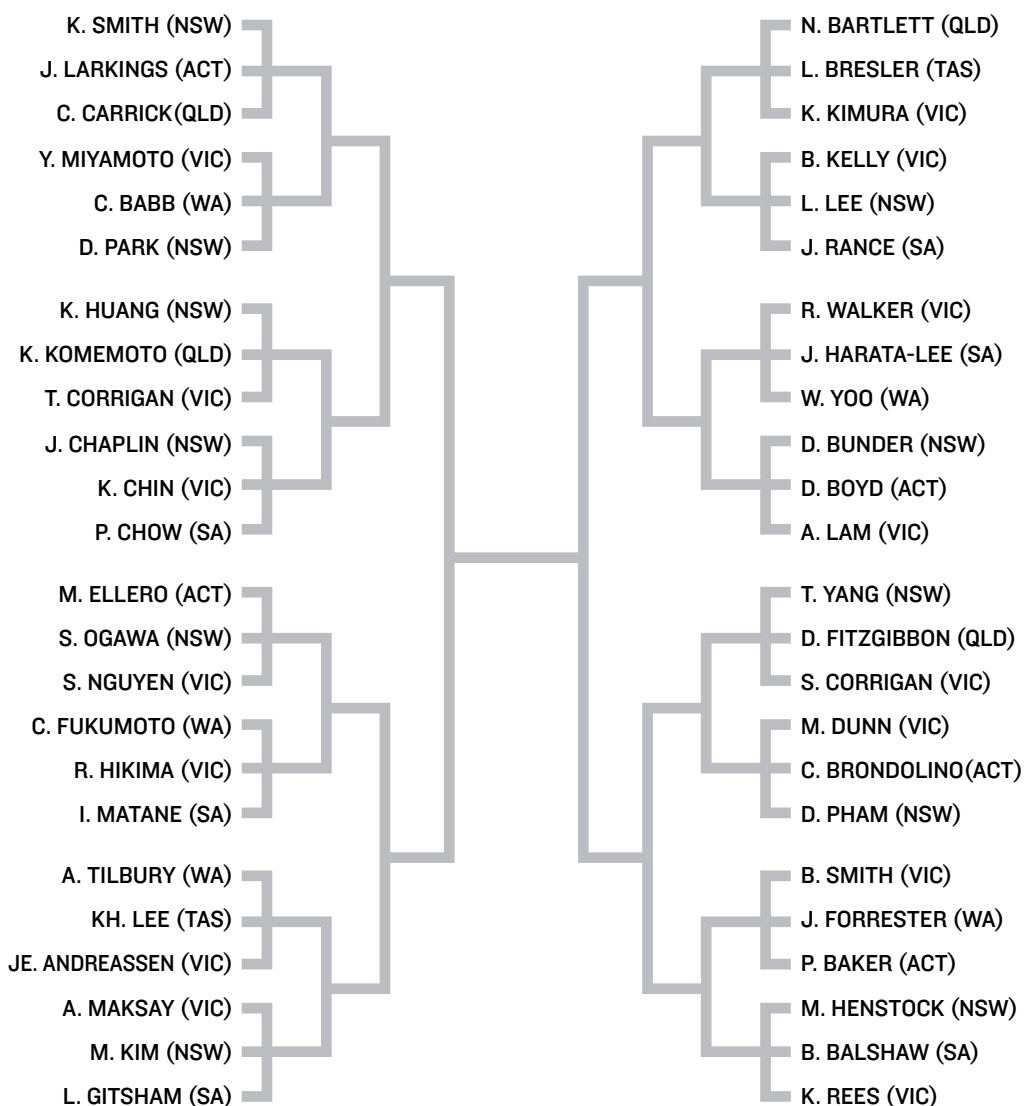 K. SMITH (NSW)
J. LARKINGS (ACT)
C. CARRICK(QLD)
Y. MIYAMOTO (VIC)
C. BABB (WA)
D. PARK (NSW)
K. HUANG (NSW)
K. KOMEMOTO (QLD)
T. CORRIGAN (VIC)
J. CHAPLIN (NSW)
K. CHIN (VIC)
P. CHOW (SA)
M. ELLERO (ACT)
S. OGAWA (NSW)
S. NGUYEN (VIC)
C. FUKUMOTO (WA)
R. HIKIMA (VIC)
I. MATANE (SA)
A. TILBURY (WA)
KH. LEE (TAS)
JE. ANDREASSEN (VIC)
A. MAKSAY (VIC)
M. KIM (NSW)
L. GITSHAM (SA)
N. BARTLETT (QLD)
L. BRESLER (TAS)
K. KIMURA (VIC)
B. KELLY (VIC)
L. LEE (NSW)
J. RANCE (SA)
R. WALKER (VIC)
J. HARATA-LEE (SA)
W. YOO (WA)
D. BUNDER (NSW)
D. BOYD (ACT)
A. LAM (VIC)
T. YANG (NSW)
D. FITZGIBBON (QLD)
S. CORRIGAN (VIC)
M. DUNN (VIC)
C. BRONDOLINO(ACT)
D. PHAM (NSW)
B. SMITH (VIC)
J. FORRESTER (WA)
P. BAKER (ACT)
M. HENSTOCK (NSW)
B. BALSHAW (SA)
K. REES (VIC)